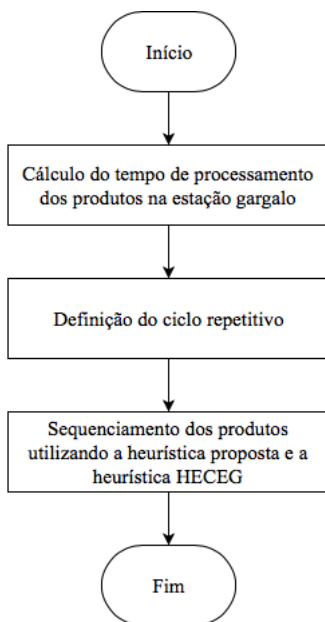 Início
Cálculo do tempo de processamento
dos produtos na estação gargalo
Definição do ciclo repetitivo
Sequenciamento dos produtos
utilizando a heurística proposta e a
heurística HECEG
Fim